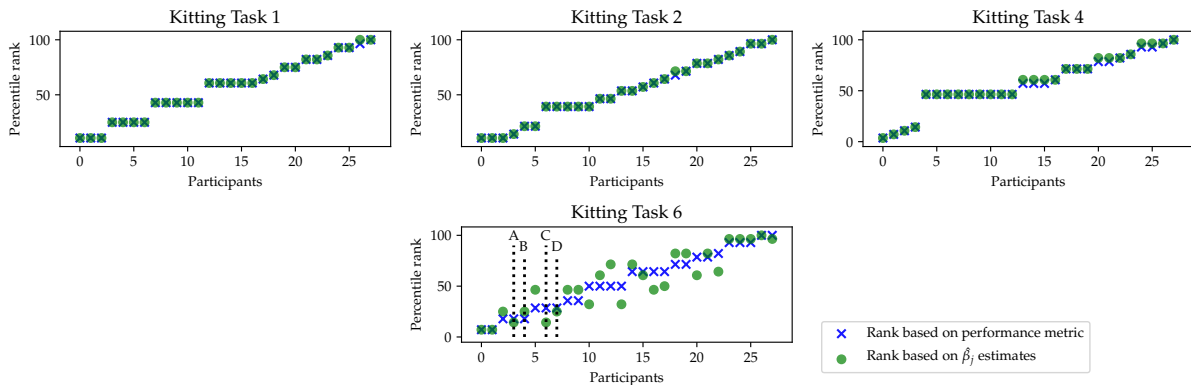 Kitting Task 1
Percentile rank
100
50
0
5
10
15
20
25
Participants
Kitting Task 2
Percentile rank
100
50
0
5
10
15
20
25
Participants
Kitting Task 4
Percentile rank
100
50
0
0
5
10
15
20
25
Participants
Kitting Task 6
Percentile rank
100
50
0
A
B
C
D
0
5
10
15
20
25
Participants
Rank based on performance metric
Rank based on β̂ⱼ estimates